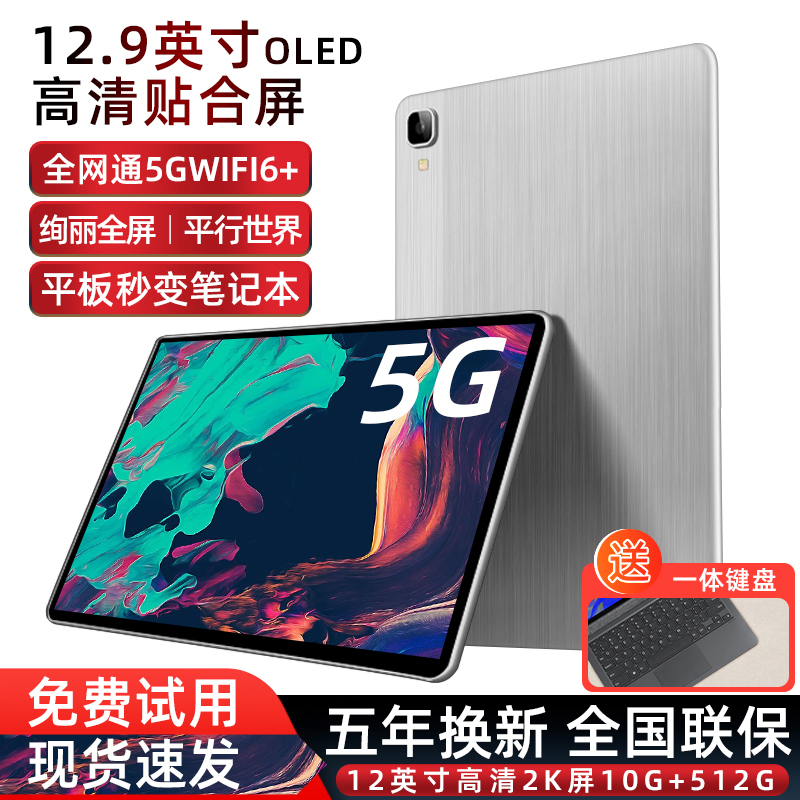 12.9英寸OLED
高清贴合屏
全网通5GWIFI6+
绚丽全屏｜平行世界
平板秒变笔记本
5G
送
一体键盘
免费试用
现货速发
五年换新 全国联保
12英寸高清2K屏10G+512G